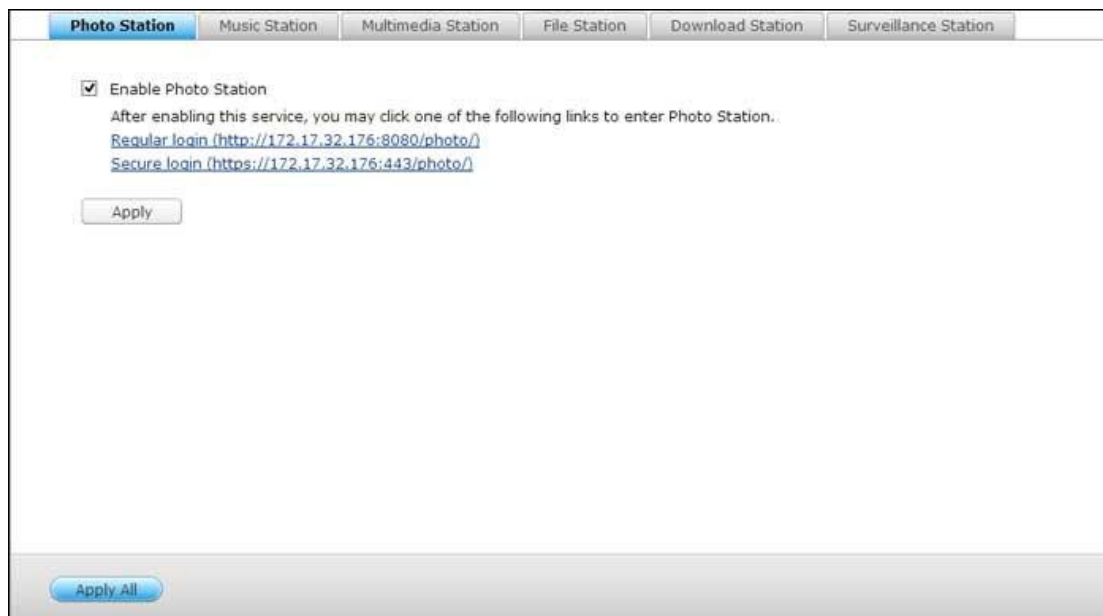 Photo Station Music Station Multimedia Station File Station Download Station Surveillance Station
Enable Photo Station
After enabling this service, you may click one of the following links to enter Photo Station.
Regular login (http://172.17.32.176:8080/photo/)
Secure login (https://172.17.32.176:443/photo/)
Apply
Apply All